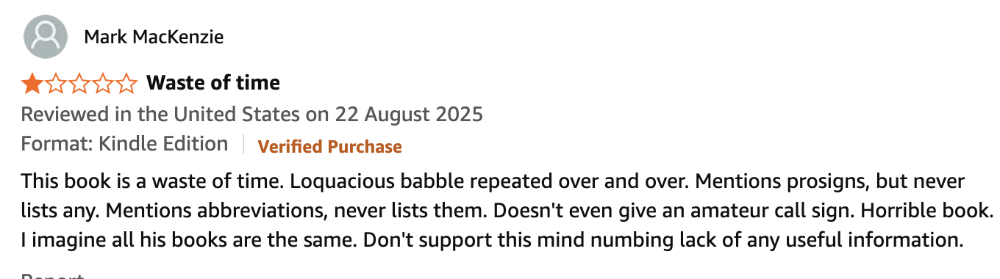 Mark MacKenzie
Waste of time
Reviewed in the United States on 22 August 2025
Format: Kindle Edition | Verified Purchase
This book is a waste of time. Loquacious babble repeated over and over. Mentions prosigns, but never
lists any. Mentions abbreviations, never lists them. Doesn't even give an amateur call sign. Horrible book.
I imagine all his books are the same. Don't support this mind numbing lack of any useful information.
Report